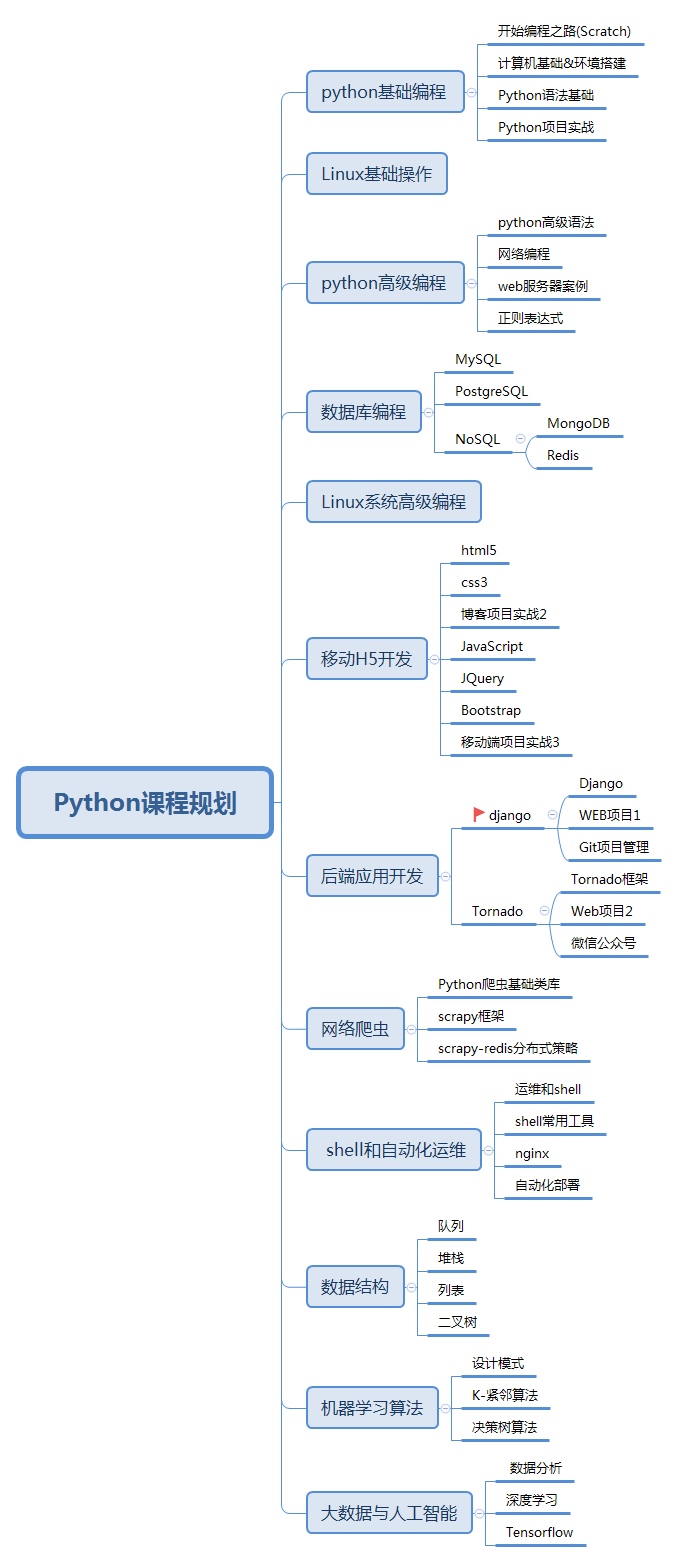 Python课程规划
python基础编程
开始编程之路(Scratch)
计算机基础&环境搭建
Python语法基础
Python项目实战
Linux基础操作
python高级编程
python高级语法
网络编程
web服务器案例
正则表达式
数据库编程
MySQL
PostgreSQL
NoSQL
MongoDB
Redis
Linux系统高级编程
移动H5开发
html5
css3
博客项目实战2
JavaScript
JQuery
Bootstrap
移动端项目实战3
后端应用开发
django
Django
WEB项目1
Git项目管理
Tornado
Tornado框架
Web项目2
微信公众号
网络爬虫
Python爬虫基础类库
scrapy框架
scrapy-redis分布式策略
shell和自动化运维
运维和shell
shell常用工具
nginx
自动化部署
数据结构
队列
堆栈
列表
二叉树
机器学习算法
设计模式
K-紧邻算法
决策树算法
大数据与人工智能
数据分析
深度学习
Tensorflow